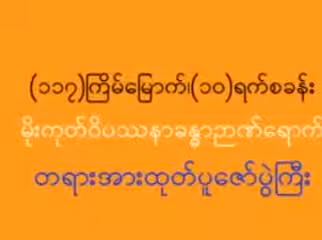 (၁၁၇)ကြိမ်မြောက်၊(၁၀)ရက်စခန်း
မိုးကုတ်ဝိပဿနာခန္ဓာဉာဏ်ရောက်
တရားအားထုတ်ပူဇော်ပွဲကြီး